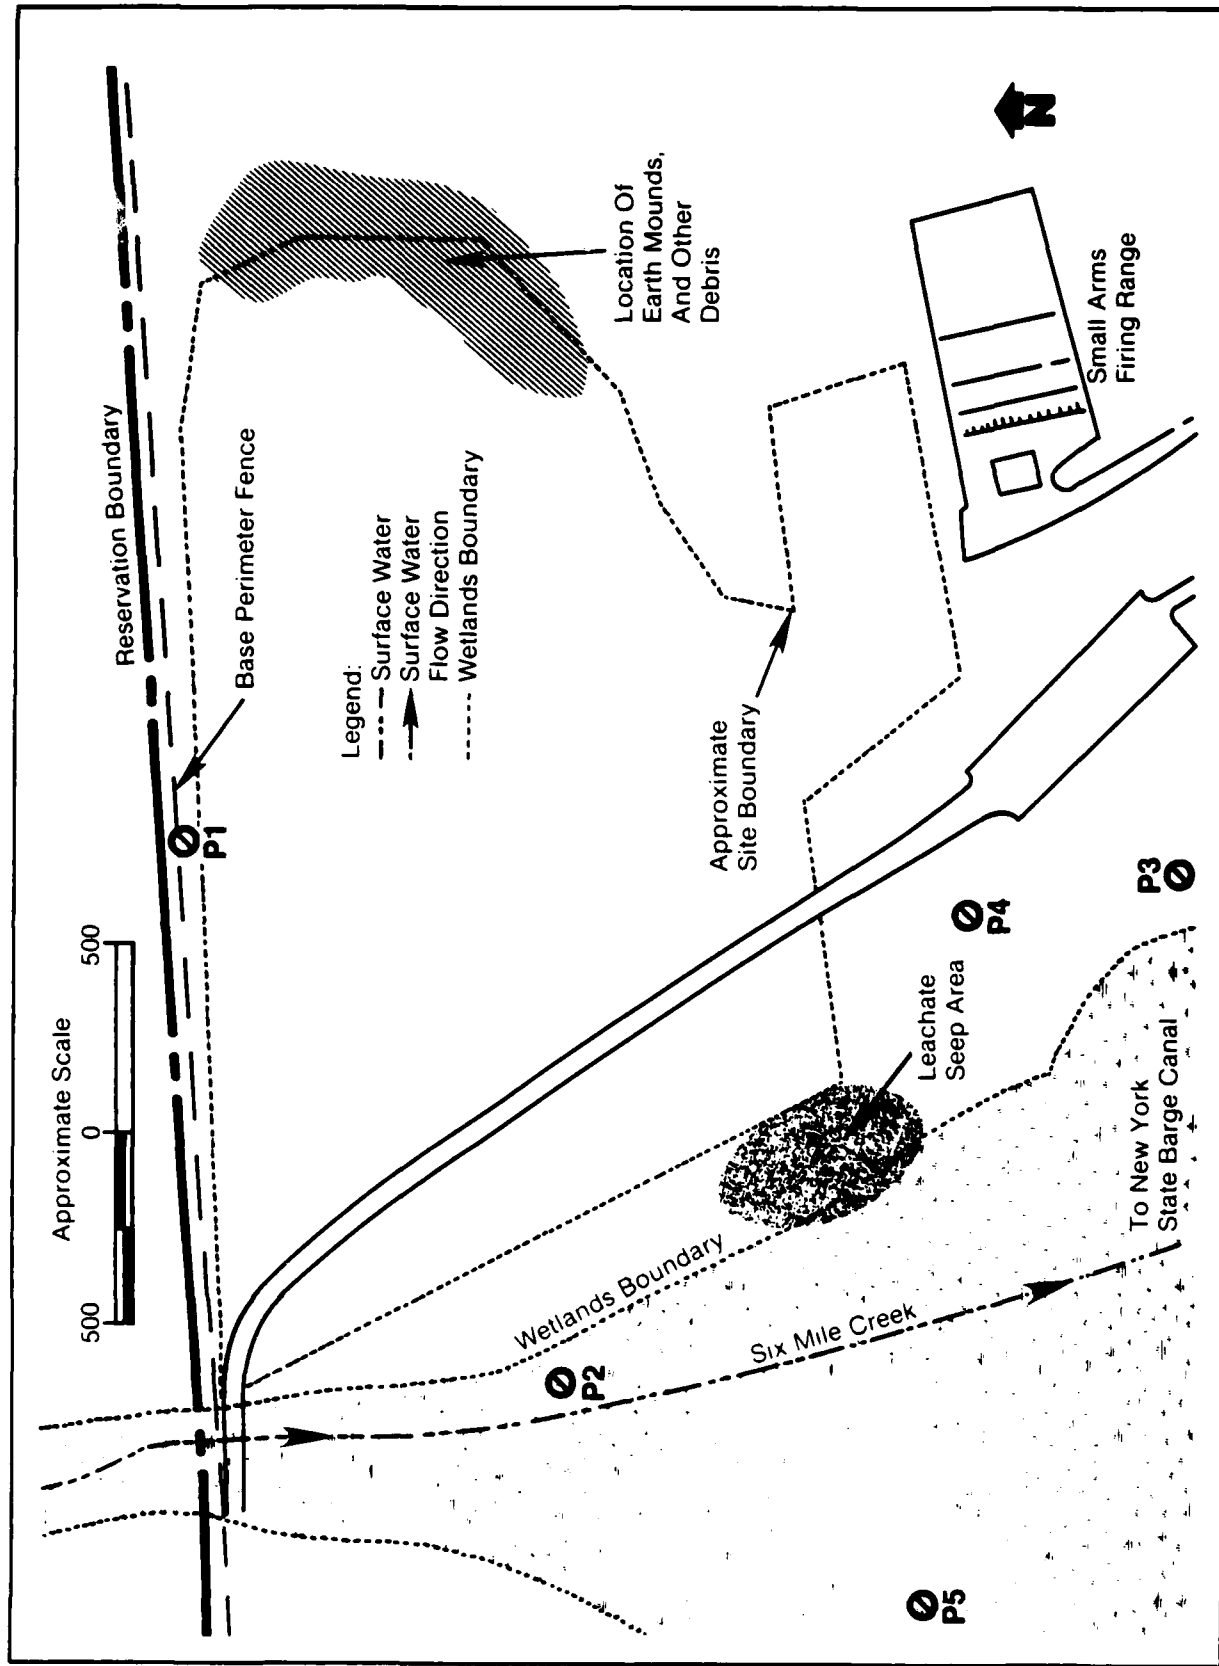 Approximate Scale
500
0
500
Reservation Boundary
Base Perimeter Fence
P1
Legend:
Surface Water
Surface Water
Flow Direction
Wetlands Boundary
Location Of
Earth Mounds,
And Other
Debris
N
Approximate
Site Boundary
Small Arms
Firing Range
Wetlands Boundary
P2
Six Mile Creek
Leachate
Seep Area
P4
P3
P5
To New York
State Barge Canal